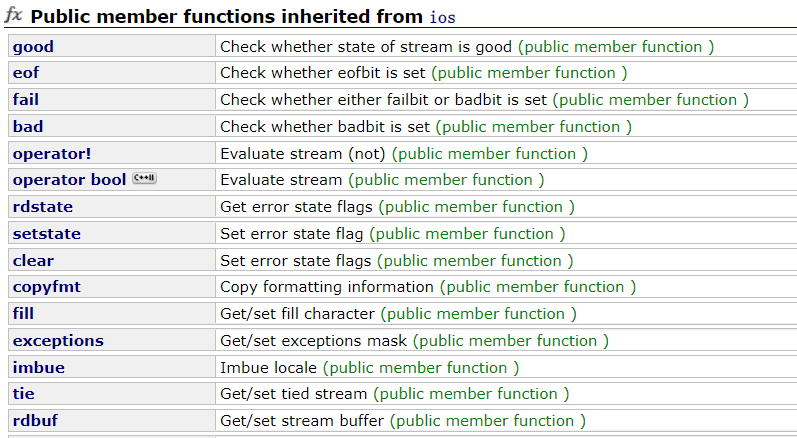 fx Public member functions inherited from ios
good Check whether state of stream is good (public member function )
eof Check whether eofbit is set (public member function )
fail Check whether either failbit or badbit is set (public member function )
bad Check whether badbit is set (public member function )
operator! Evaluate stream (not) (public member function )
operator bool C++11 Evaluate stream (public member function )
rdstate Get error state flags (public member function )
setstate Set error state flag (public member function )
clear Set error state flags (public member function )
copyfmt Copy formatting information (public member function )
fill Get/set fill character (public member function )
exceptions Get/set exceptions mask (public member function )
imbue Imbue locale (public member function )
tie Get/set tied stream (public member function )
rdbuf Get/set stream buffer (public member function )